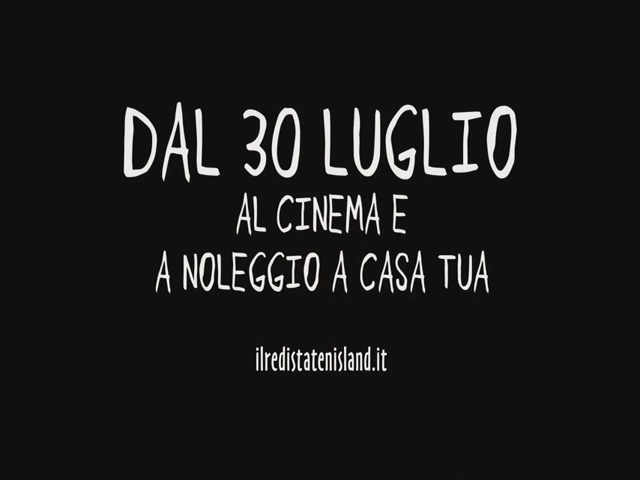 DAL 30 LUGLIO
AL CINEMA E
A NOLEGGIO A CASA TUA
ilredistatenisland.it